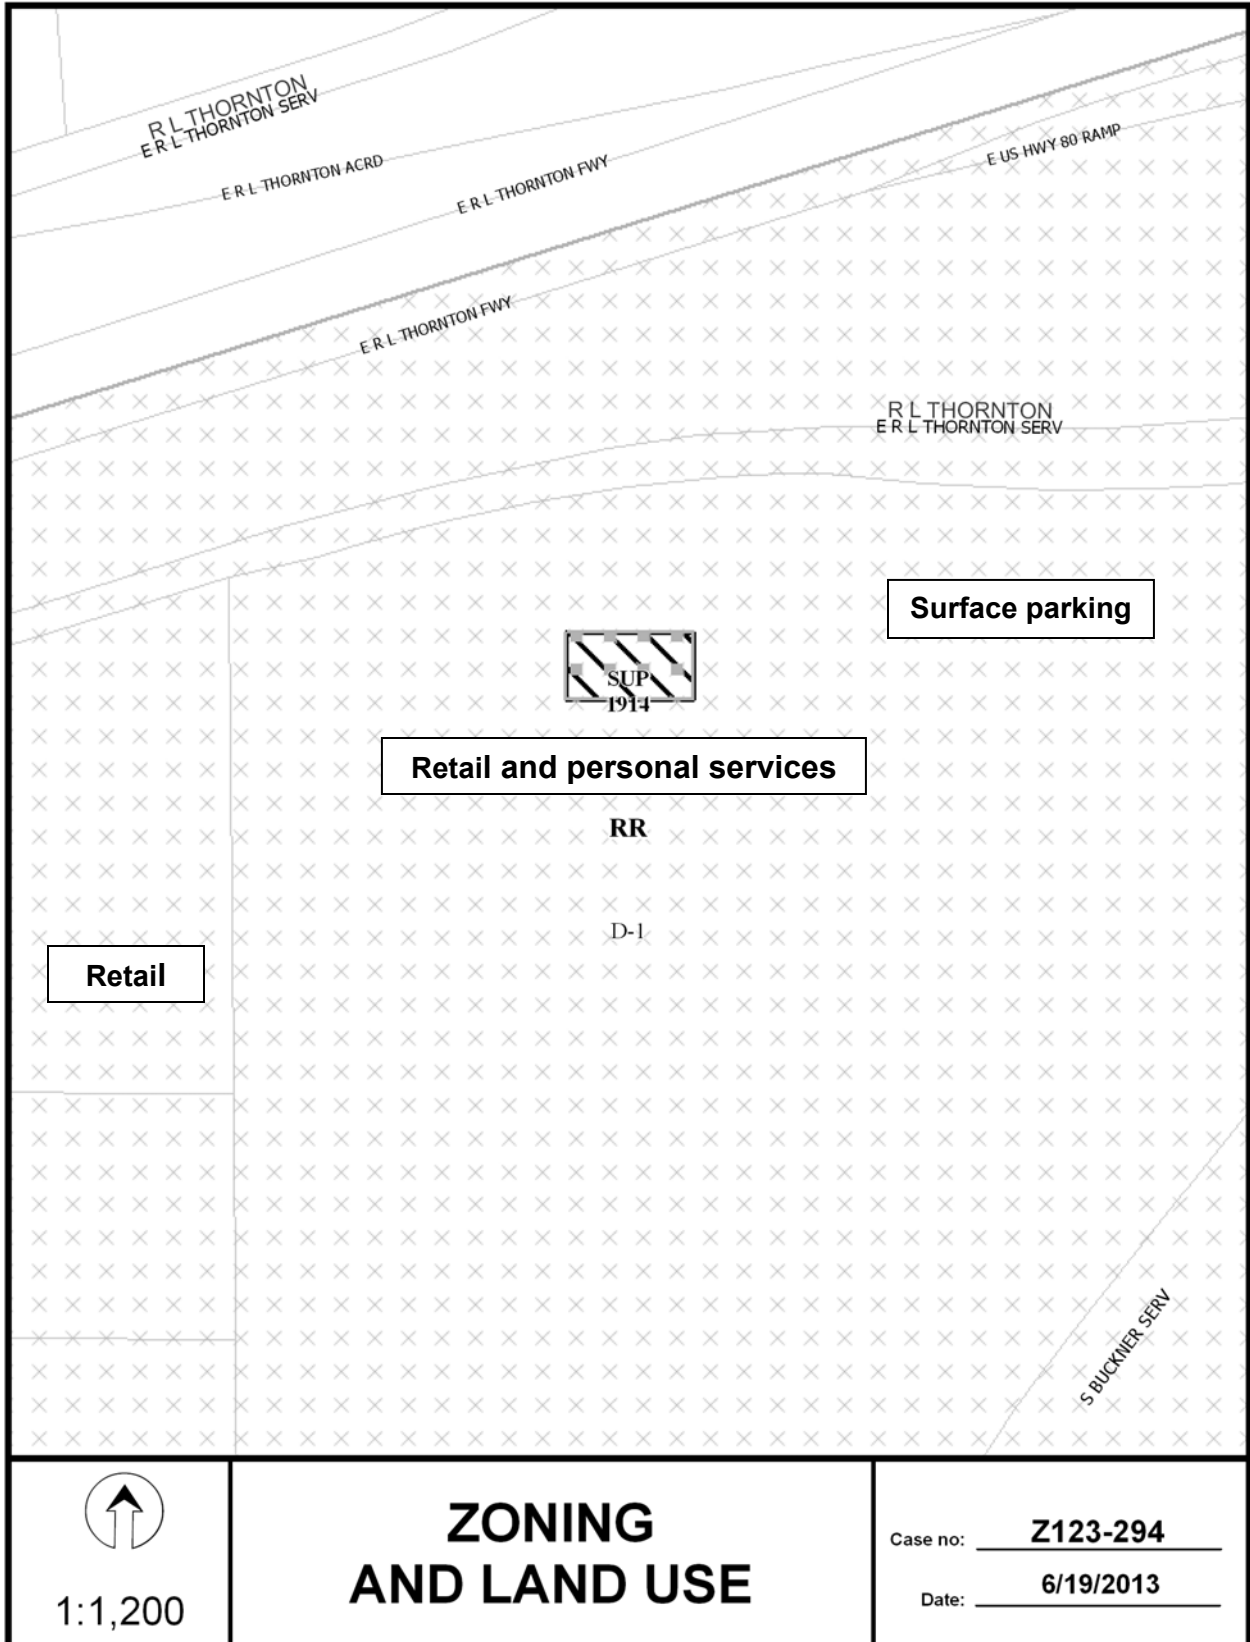 R L THORNTON
E R L THORNTON SERV
E R L THORNTON ACRD
E R L THORNTON FWY
E US HWY 80 RAMP
E R L THORNTON FWY
R L THORNTON
E R L THORNTON SERV
Surface parking
SUP
1914
Retail and personal services
RR
D-1
Retail
S BUCKNER SERV
1:1,200
ZONING
AND LAND USE
Case no: Z123-294
Date: 6/19/2013